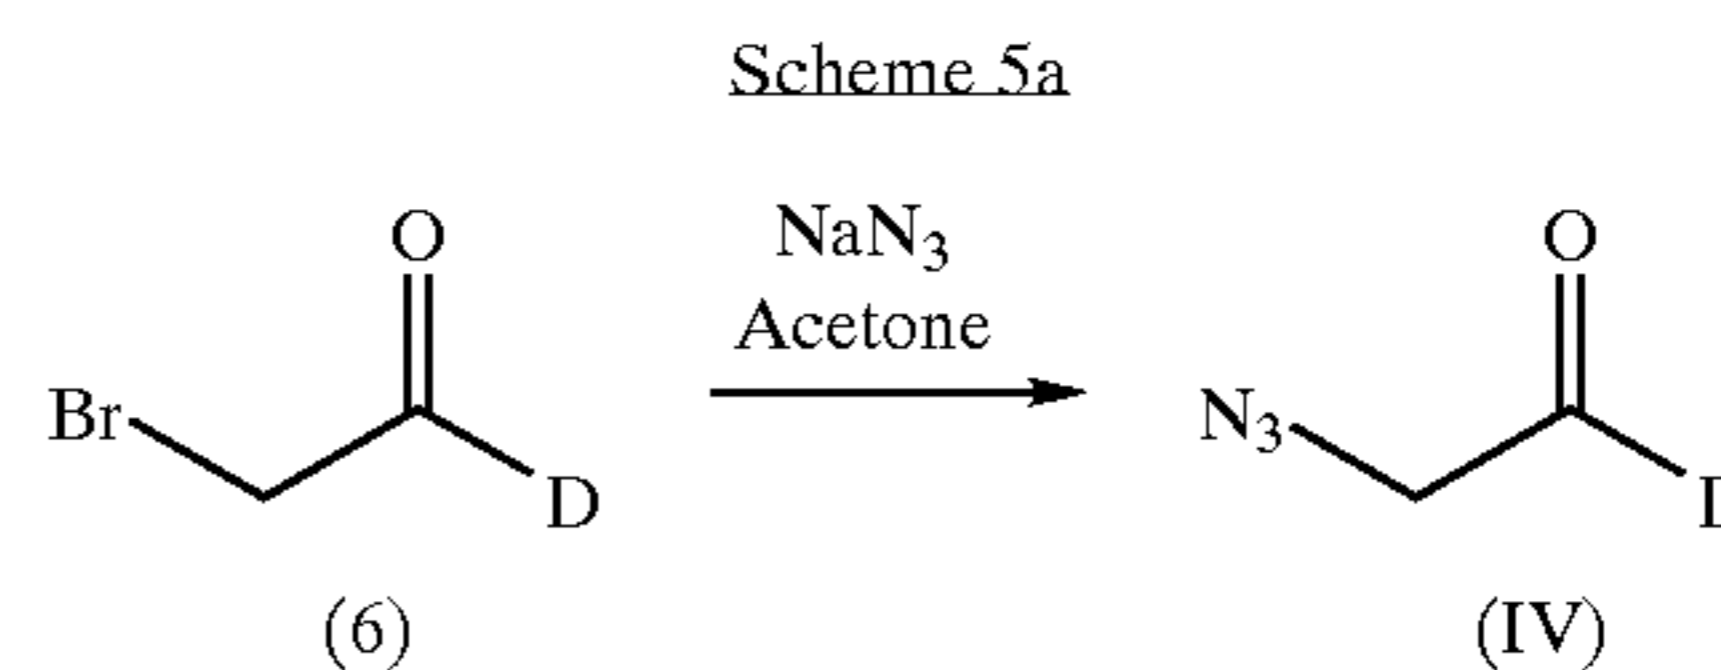 Scheme 5a
NaN3
Acetone
O
O
Br
N3
D
(6)
(IV)